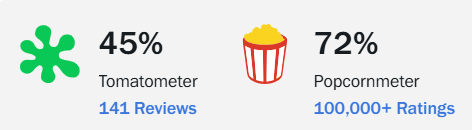 45%
Tomatometer
141 Reviews
72%
Popcornmeter
100,000+ Ratings